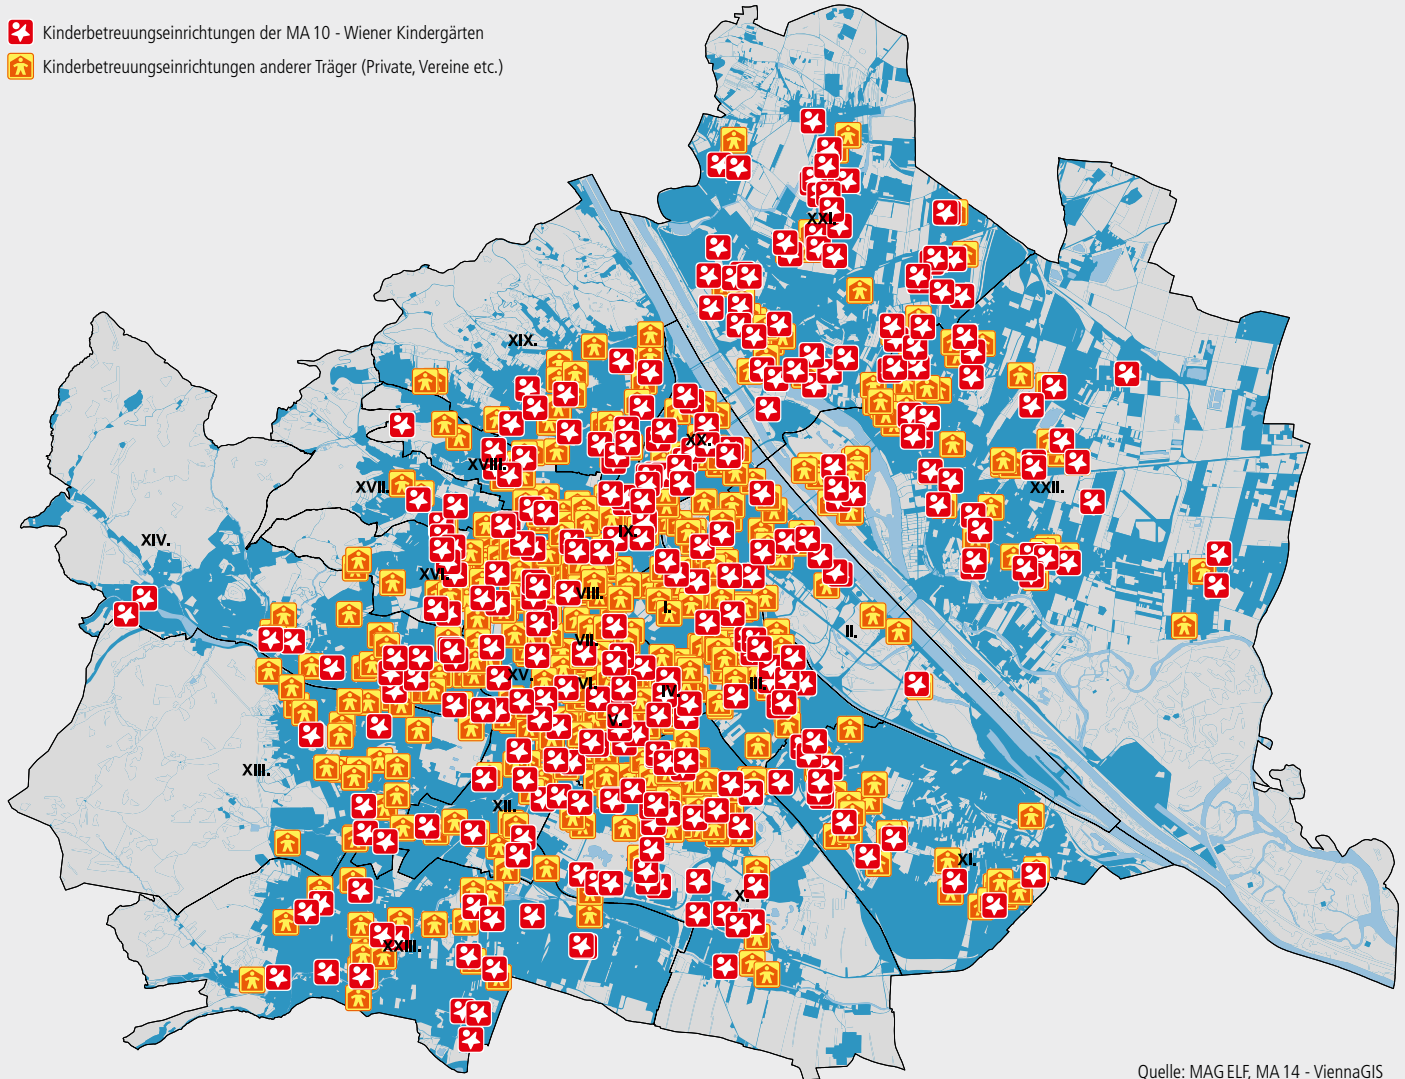 Kinderbetreuungseinrichtungen der MA 10 - Wiener Kindergärten
Kinderbetreuungseinrichtungen anderer Träger (Private, Vereine etc.)
XXI.
XIX.
XX.
XVIII.
XVII.
XXII.
IX.
XIV.
XVI.
VIII.
I.
II.
VII.
XV.
VI.
IV.
III.
V.
XIII.
XII.
XI.
X.
XXIII.
Quelle: MAG ELF, MA 14 - ViennaGIS